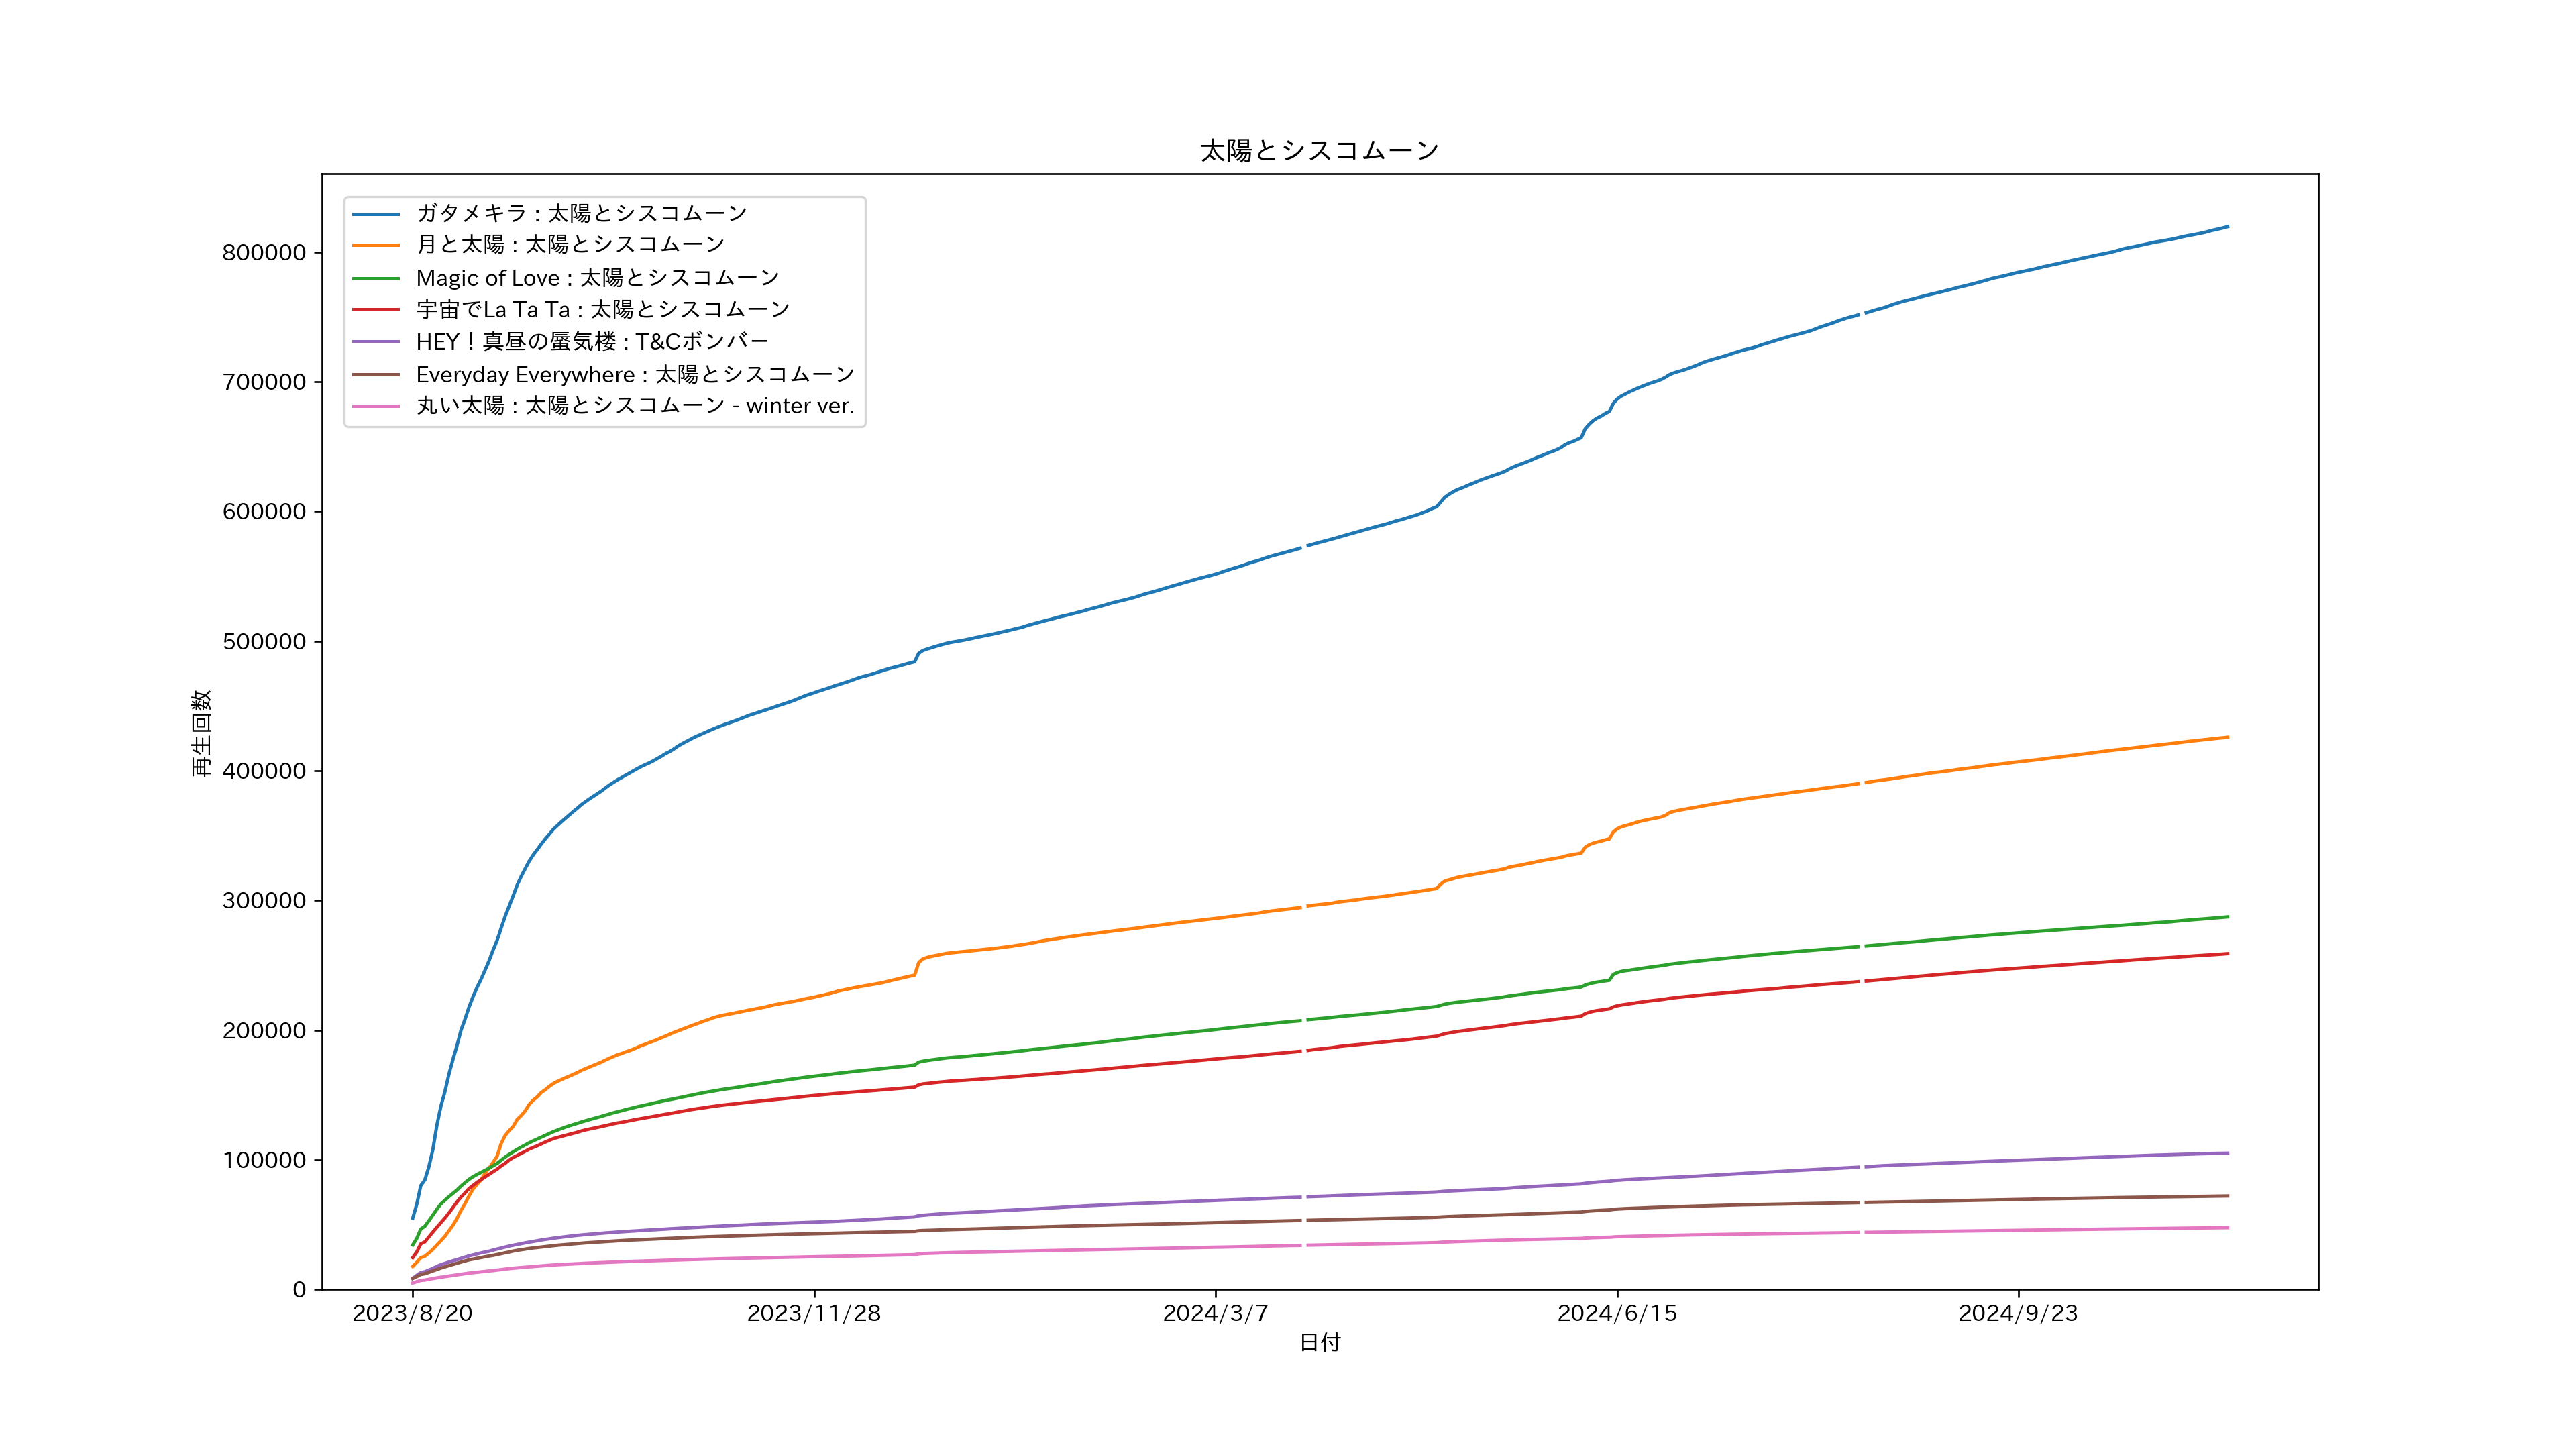 太陽とシスコムーン
ガタメキラ : 太陽とシスコムーン
月と太陽 : 太陽とシスコムーン
Magic of Love : 太陽とシスコムーン
宇宙でLa Ta Ta : 太陽とシスコムーン
HEY！真昼の蜃気楼 : T&Cボンバー
Everyday Everywhere : 太陽とシスコムーン
丸い太陽 : 太陽とシスコムーン - winter ver.
800000
700000
600000
500000
400000
300000
200000
100000
0
再生回数
2023/8/20 2023/11/28 2024/3/7 2024/6/15 2024/9/23
日付